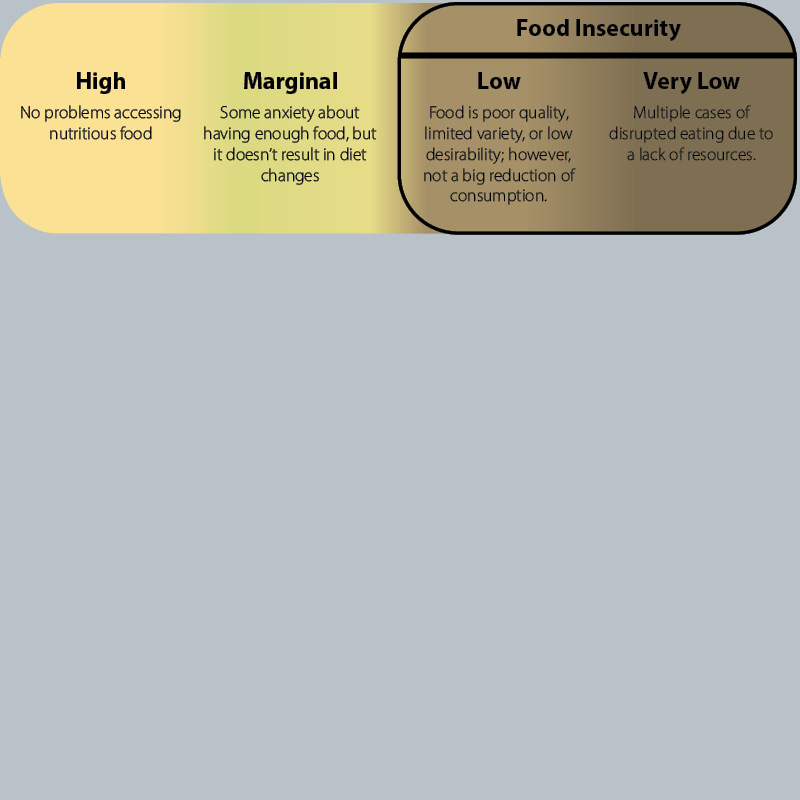 Food Insecurity
High
No problems accessing
nutritious food
Marginal
Some anxiety about
having enough food, but
it doesn’t result in diet
changes
Low
Food is poor quality,
limited variety, or low
desirability; however,
not a big reduction of
consumption.
Very Low
Multiple cases of
disrupted eating due to
a lack of resources.